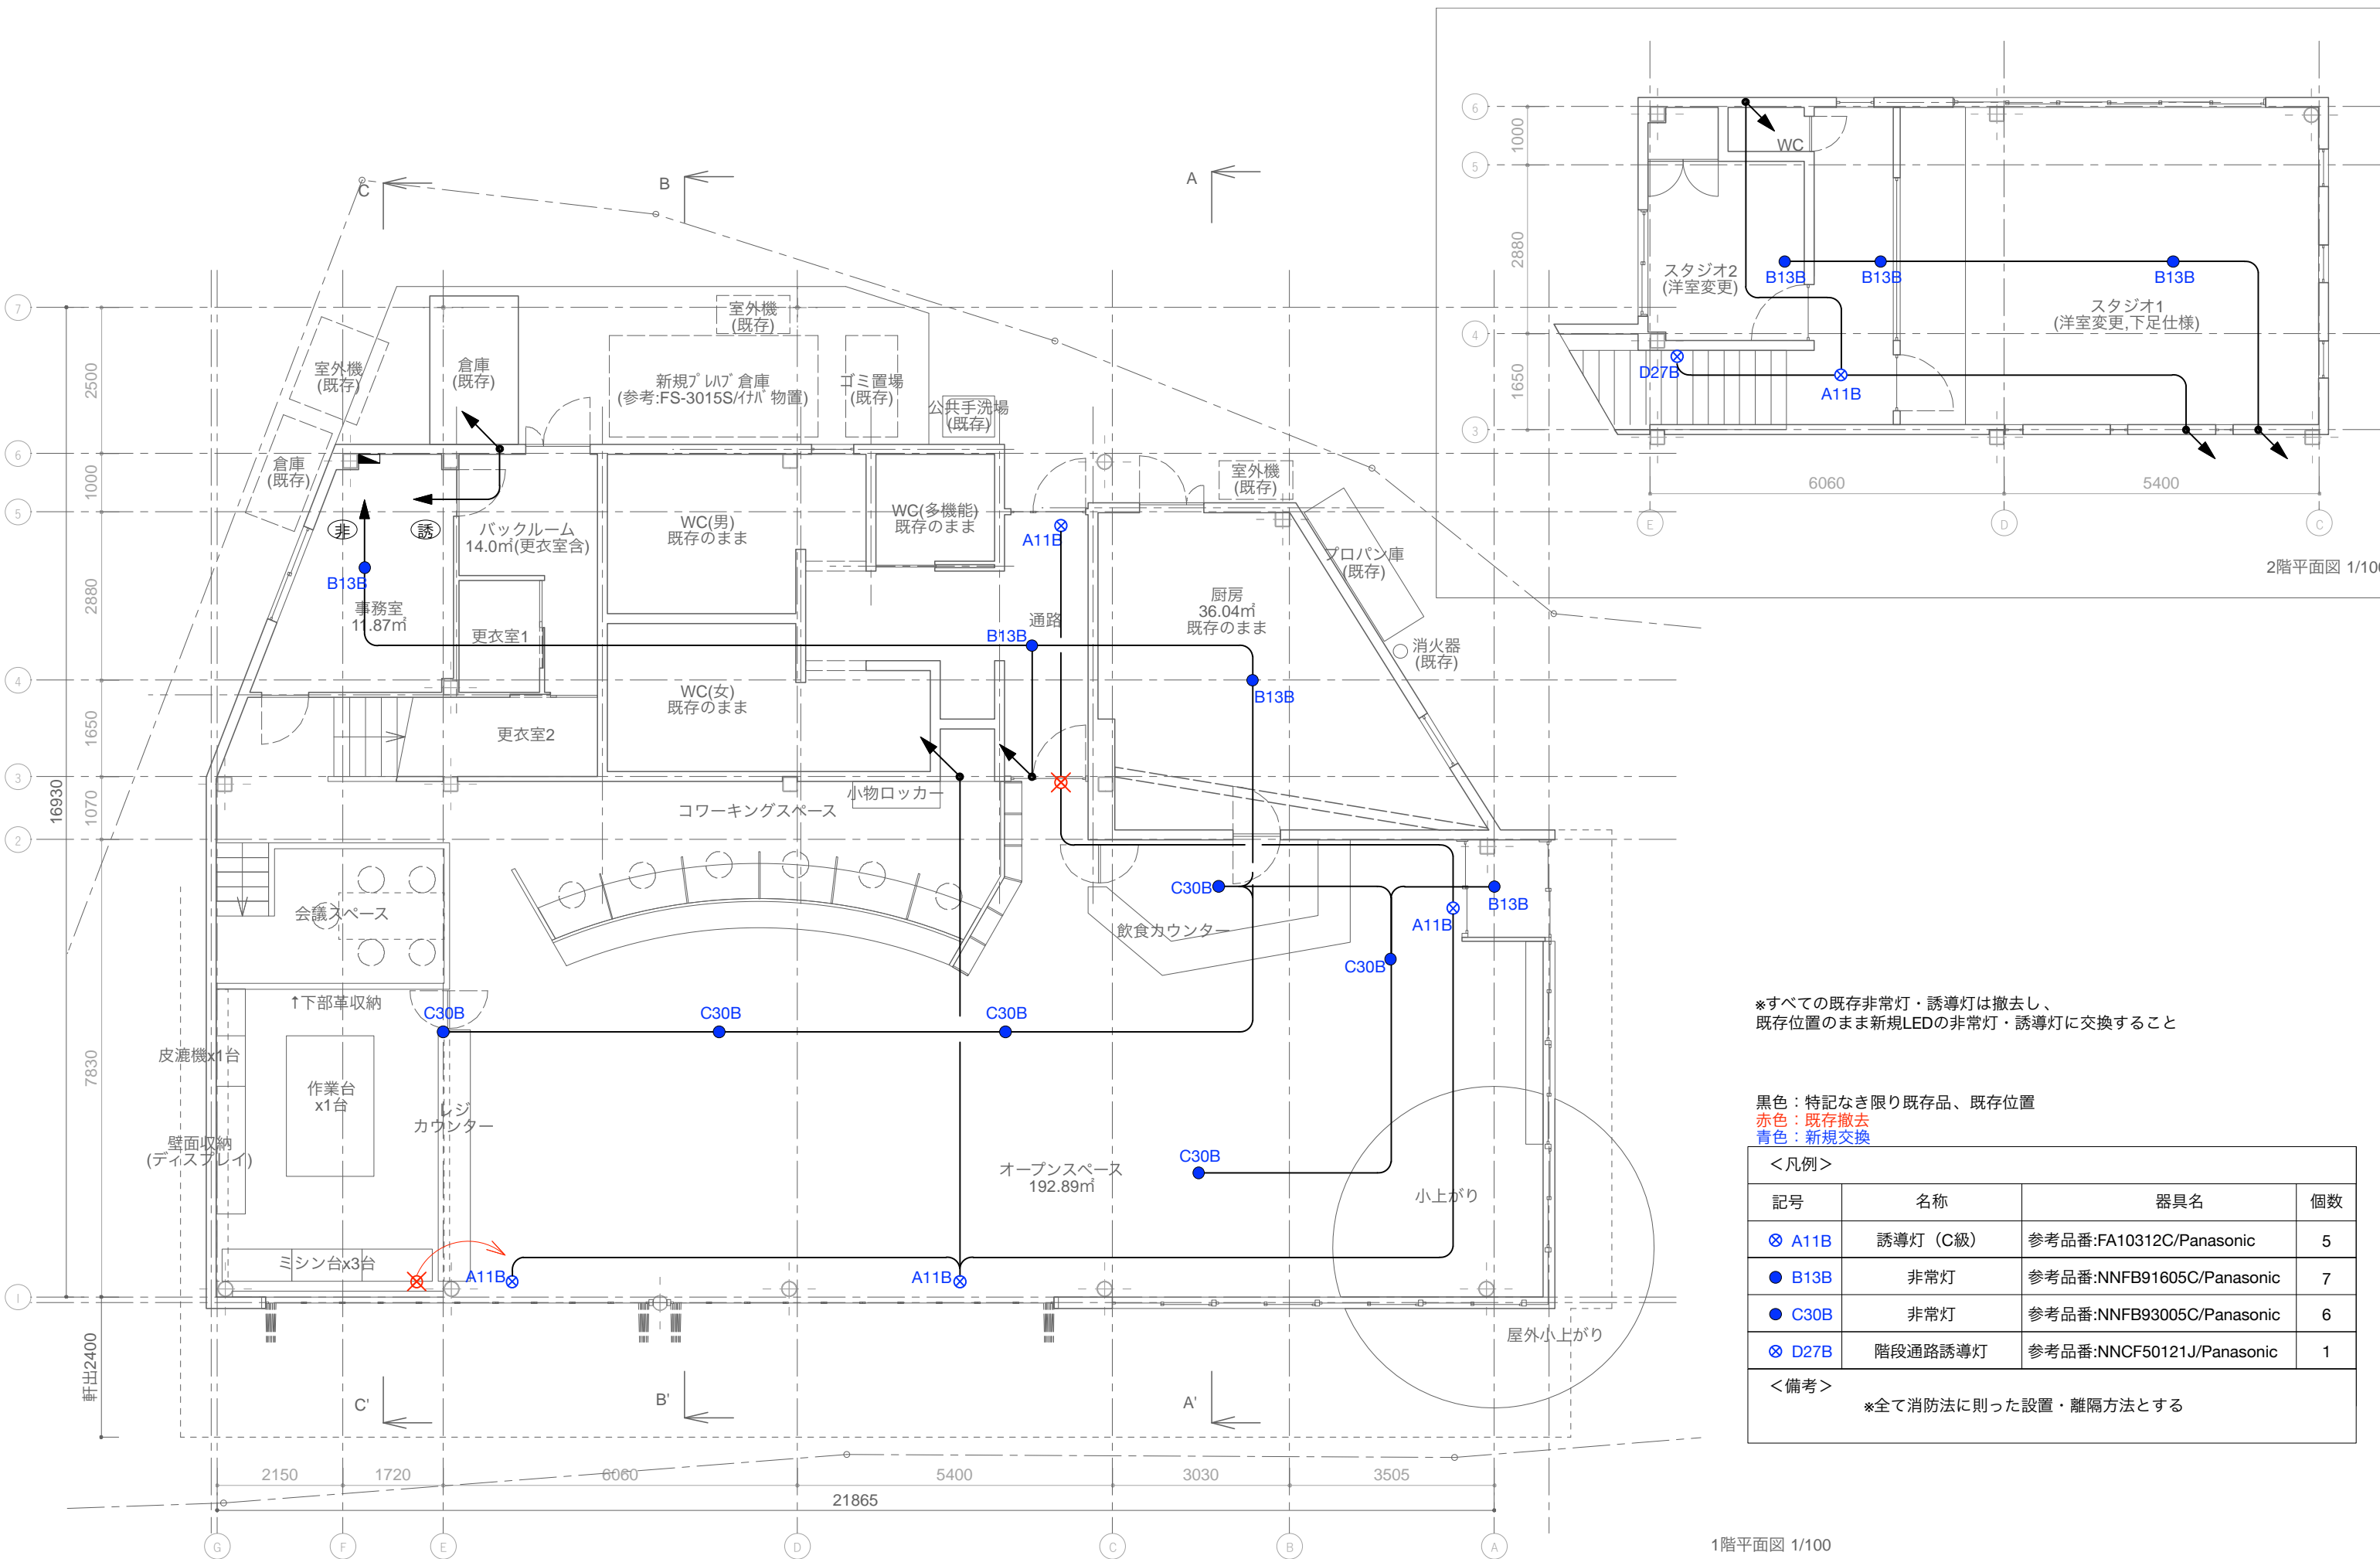 C
B
A
7
6
5
4
3
2
I
2500
1000
2880
1650
1070
7830
16930
軒出2400
室外機
(既存)
倉庫
(既存)
倉庫
(既存)
室外機
(既存)
新規プレハブ倉庫
(参考:FS-3015S/イナバ物置)
ゴミ置場
(既存)
公共手洗場
(既存)
室外機
(既存)
プロパン庫
(既存)
消火器
(既存)
非
誘
B13B
事務室
11.87㎡
バックルーム
14.0㎡(更衣室含)
更衣室1
更衣室2
WC(男)
既存のまま
WC(女)
既存のまま
WC(多機能)
既存のまま
A11B
通路
B13B
厨房
36.04㎡
既存のまま
B13B
小物ロッカー
コワーキングスペース
会議スペース
↑下部革収納
C30B
C30B
C30B
C30B
飲食カウンター
A11B
B13B
C30B
皮漉機x1台
作業台
x1台
レジ
カウンター
壁面収納
(ディスプレイ)
ミシン台x3台
A11B
A11B
オープンスペース
192.89㎡
C30B
小上がり
屋外小上がり
C'
B'
A'
2150
1720
6060
5400
3030
3505
21865
G
F
E
D
C
B
A
1階平面図 1/100
6
5
4
3
1000
2880
1650
WC
スタジオ2
(洋室変更)
B13B
B13B
B13B
スタジオ1
(洋室変更,下足仕様)
D27B
A11B
6060
5400
E
D
C
2階平面図 1/100
※すべての既存非常灯・誘導灯は撤去し、
既存位置のまま新規LEDの非常灯・誘導灯に交換すること
黒色：特記なき限り既存品、既存位置
赤色：既存撤去
青色：新規交換
＜凡例＞
記号 名称 器具名 個数
A11B 誘導灯（C級） 参考品番:FA10312C/Panasonic 5
B13B 非常灯 参考品番:NNFB91605C/Panasonic 7
C30B 非常灯 参考品番:NNFB93005C/Panasonic 6
D27B 階段通路誘導灯 参考品番:NNCF50121J/Panasonic 1
＜備考＞
※全て消防法に則った設置・離隔方法とする